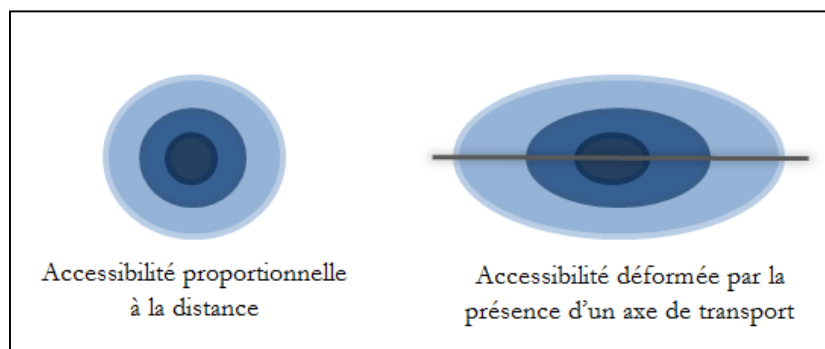 Accessibilité proportionnelle
à la distance
Accessibilité déformée par la
présence d'un axe de transport